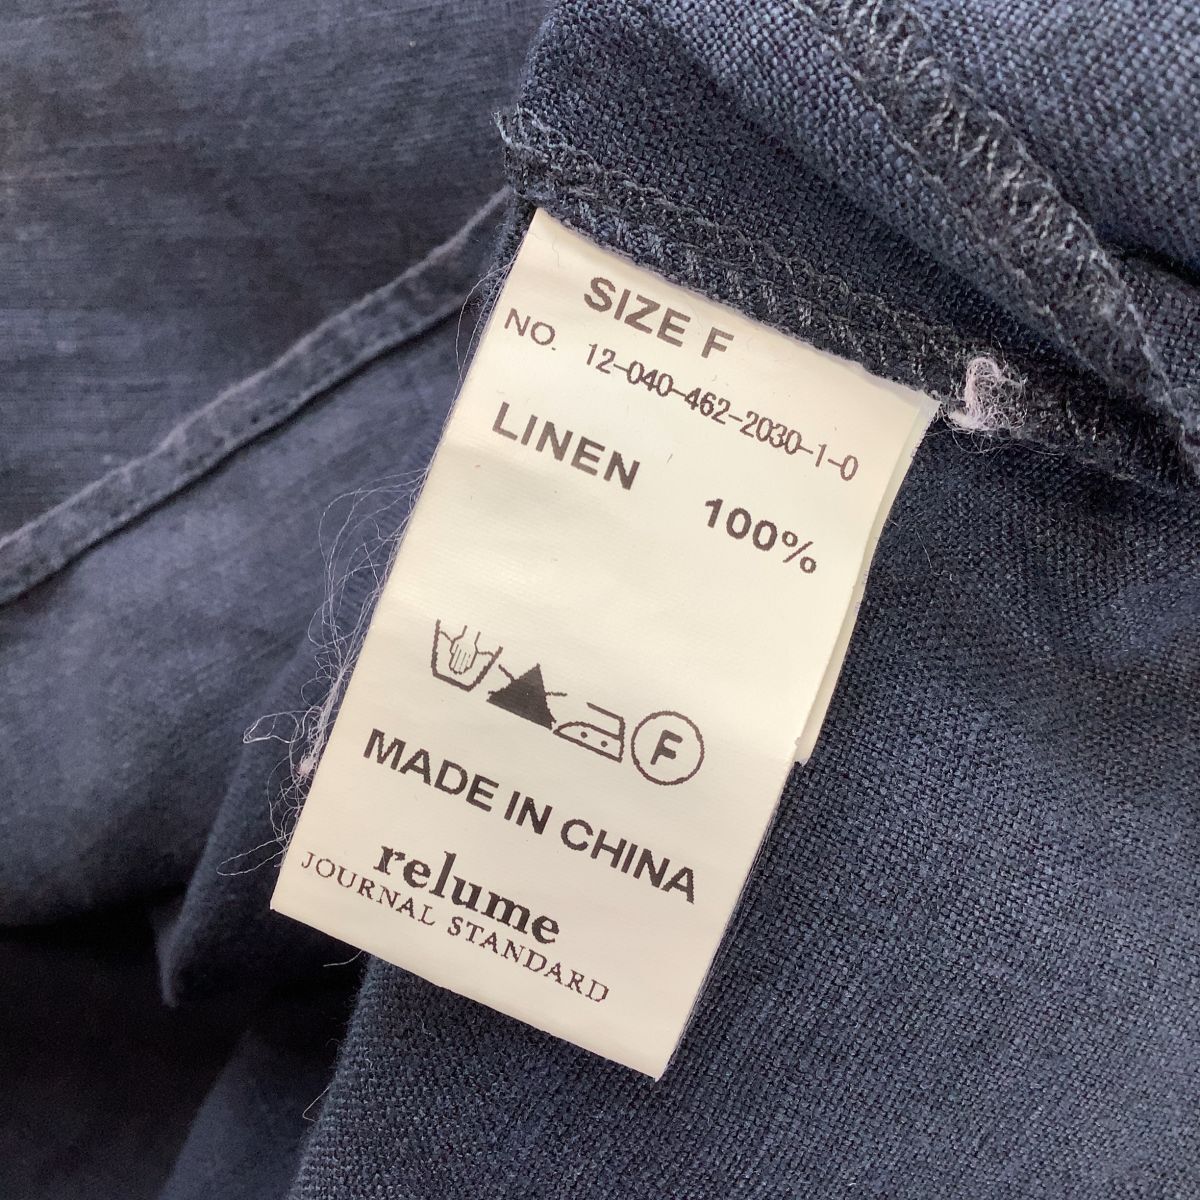 SIZE F
NO. 12-040-462-2030-1-0
LINEN 100%
F
MADE IN CHINA
relume
JOURNAL STANDARD